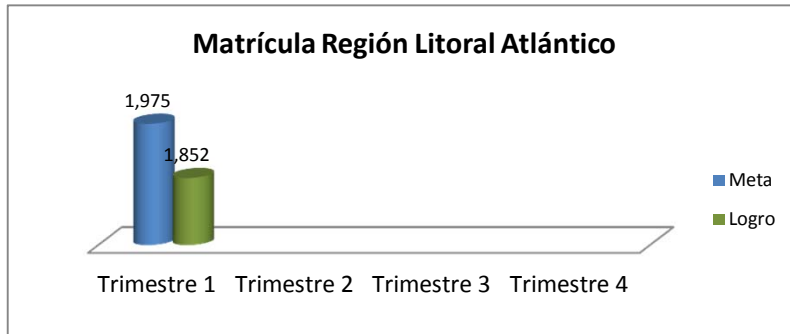 Matrícula Región Litoral Atlántico
1,975
1,852
Meta
Logro
Trimestre 1 Trimestre 2 Trimestre 3 Trimestre 4